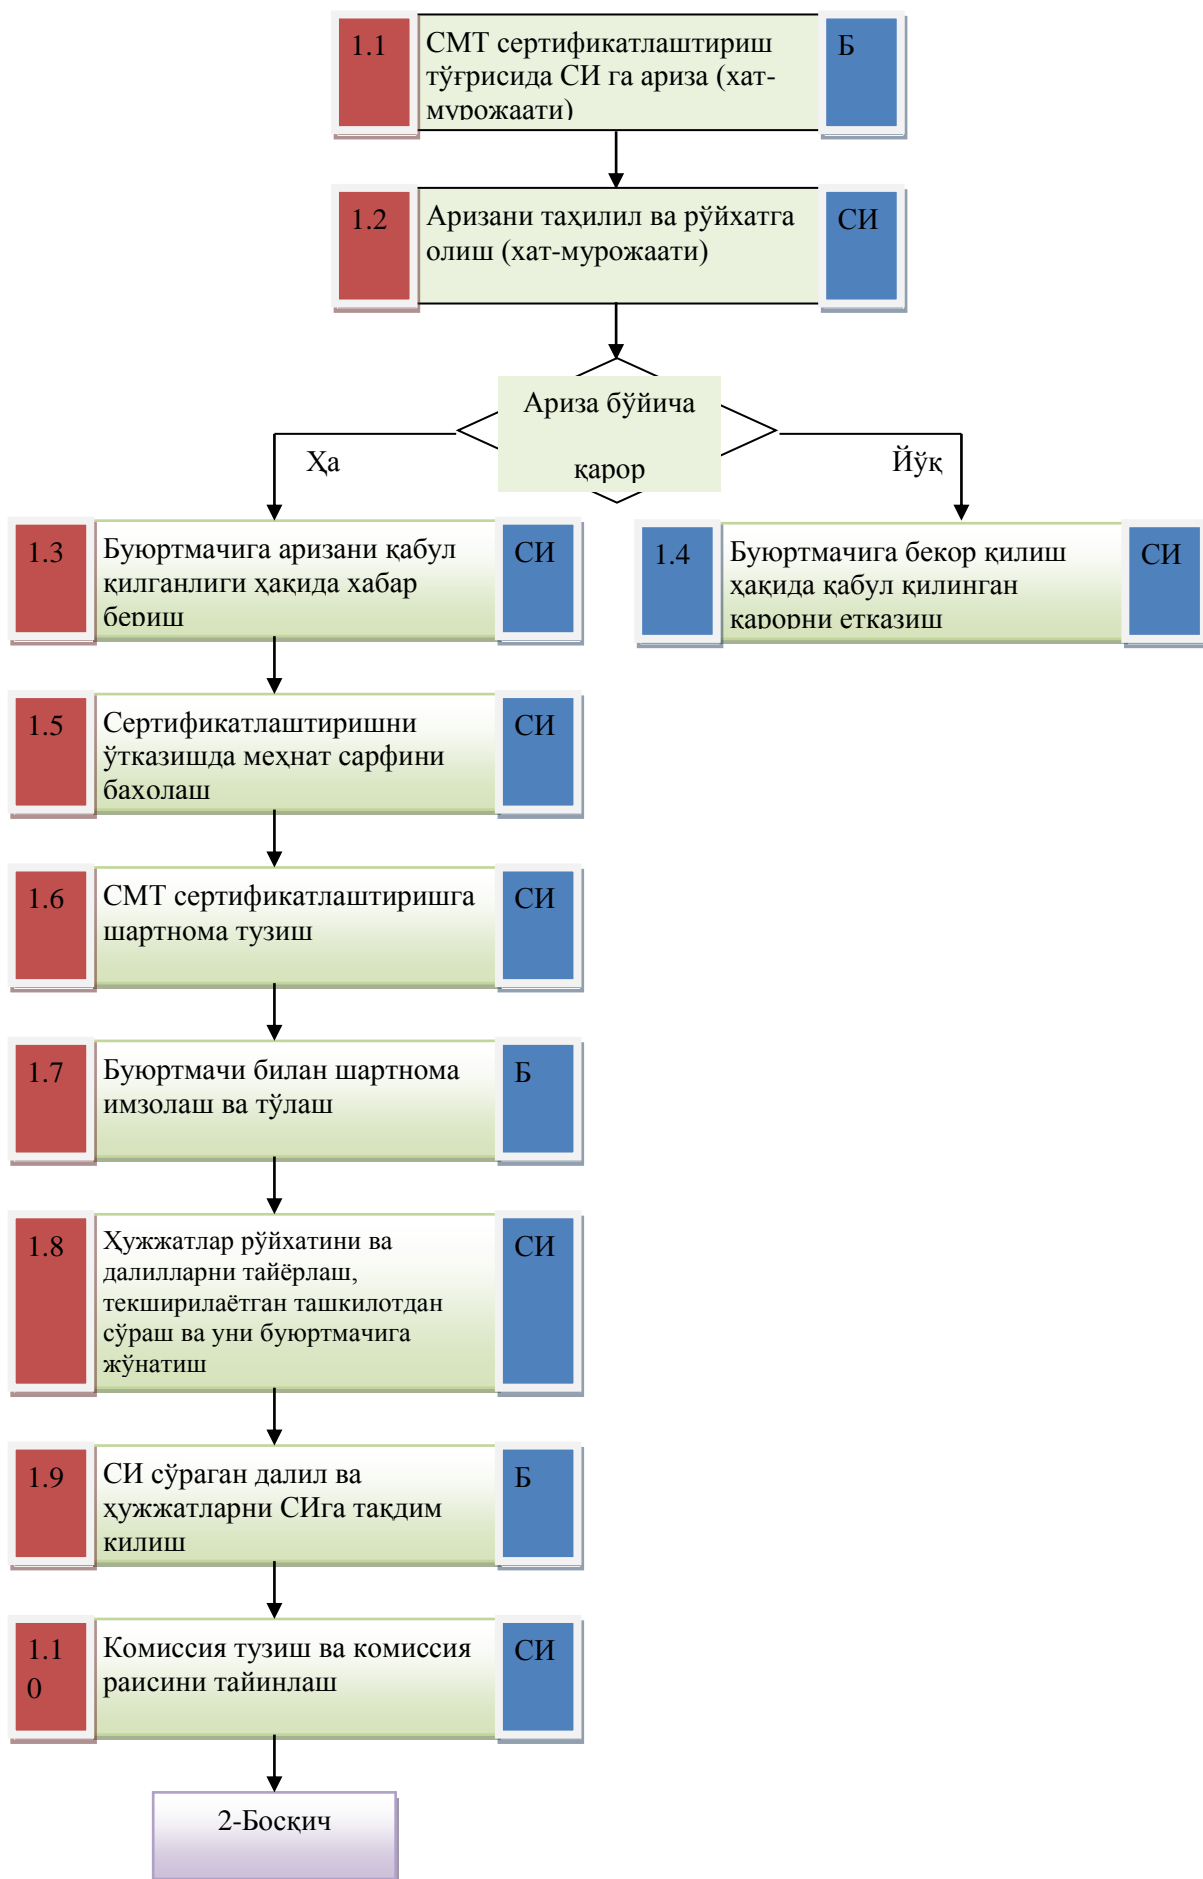 1.1
СМТ сертификатлаштириш
тўғрисида СИ га ариза (хат-
мурожаати)
Б
1.2
Аризани таҳилил ва рўйхатга
олиш (хат-мурожаати)
СИ
Ариза бўйича
қарор
Ҳа
Йўқ
1.3
Буюртмачига аризани қабул
қилганлиги ҳақида хабар
бериш
СИ
1.4
Буюртмачига бекор қилиш
ҳақида қабул қилинган
қарорни етказиш
СИ
1.5
Сертификатлаштиришни
ўтказишда меҳнат сарфини
бахолаш
СИ
1.6
СМТ сертификатлаштиришга
шартнома тузиш
СИ
1.7
Буюртмачи билан шартнома
имзолаш ва тўлаш
Б
1.8
Ҳужжатлар рўйхатини ва
далилларни тайёрлаш,
текширилаётган ташкилотдан
сўраш ва уни буюртмачига
жўнатиш
СИ
1.9
СИ сўраган далил ва
ҳужжатларни СИга тақдим
килиш
Б
1.1
0
Комиссия тузиш ва комиссия
раисини тайинлаш
СИ
2-Босқич